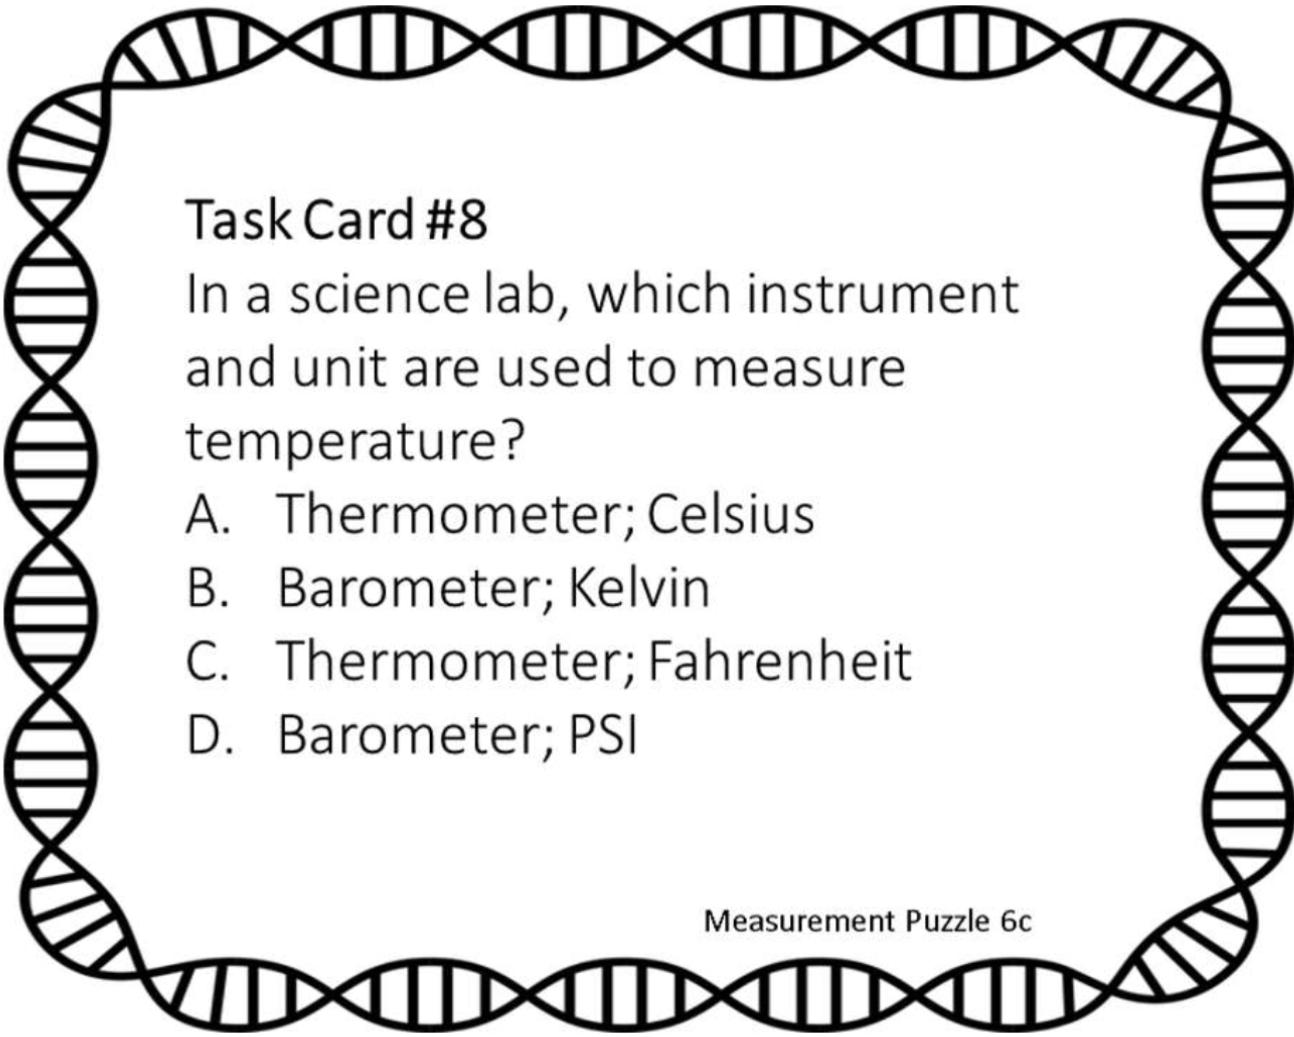 Task Card #8
In a science lab, which instrument
and unit are used to measure
temperature?
A. Thermometer; Celsius
B. Barometer; Kelvin
C. Thermometer; Fahrenheit
D. Barometer; PSI
Measurement Puzzle 6c